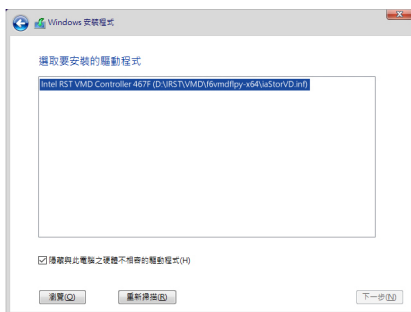 Windows 安裝程式
選取要安裝的驅動程式
Intel RST VMD Controller 467F (D:\IRST\VMD\f6vmdflpy-x64\iaStorVD.inf)
隱藏與此電腦之硬體不相容的驅動程式(H)
瀏覽(O)
重新掃描(R)
下一步(N)